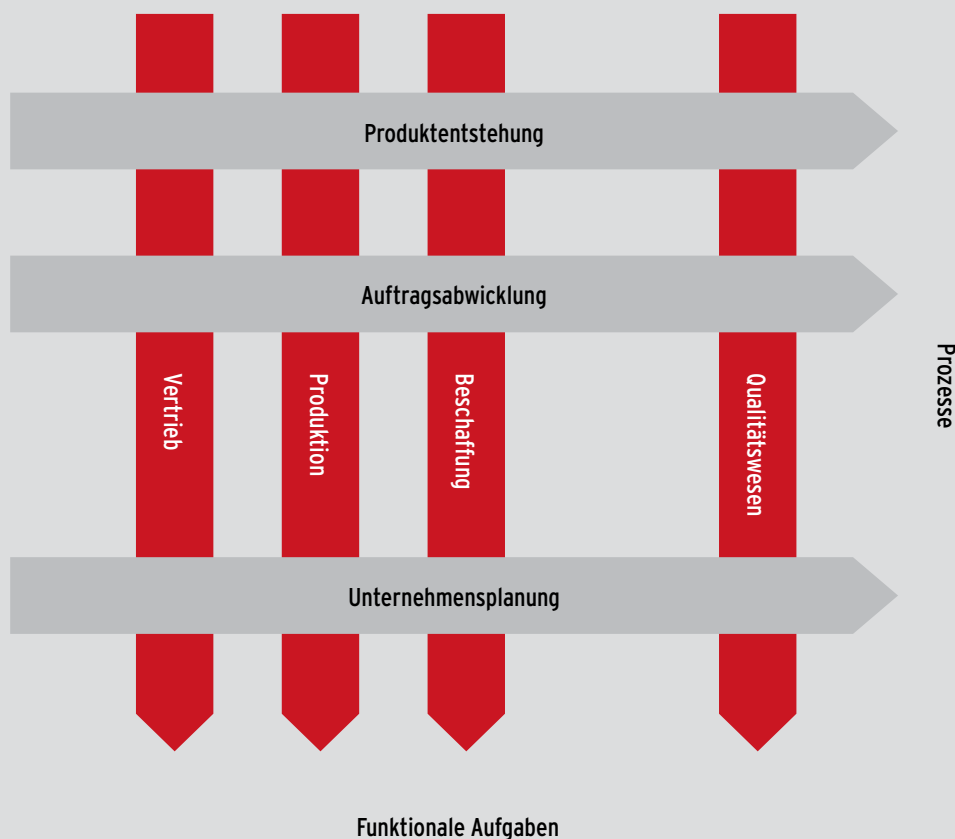 Produktentstehung
Auftragsabwicklung
Vertrieb
Produktion
Beschaffung
Qualitätswesen
Prozesse
Unternehmensplanung
Funktionale Aufgaben